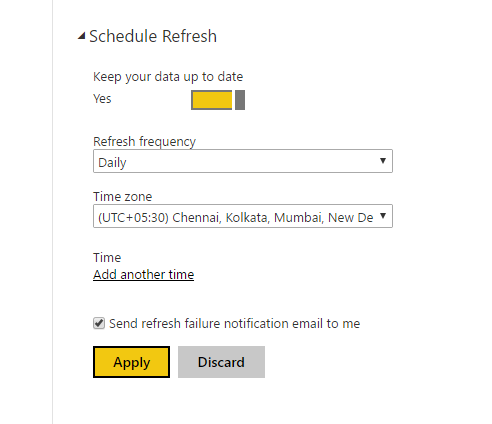 Schedule Refresh
Keep your data up to date
Yes
Refresh frequency
Daily
Time zone
(UTC+05:30) Chennai, Kolkata, Mumbai, New De
Time
Add another time
Send refresh failure notification email to me
Apply Discard